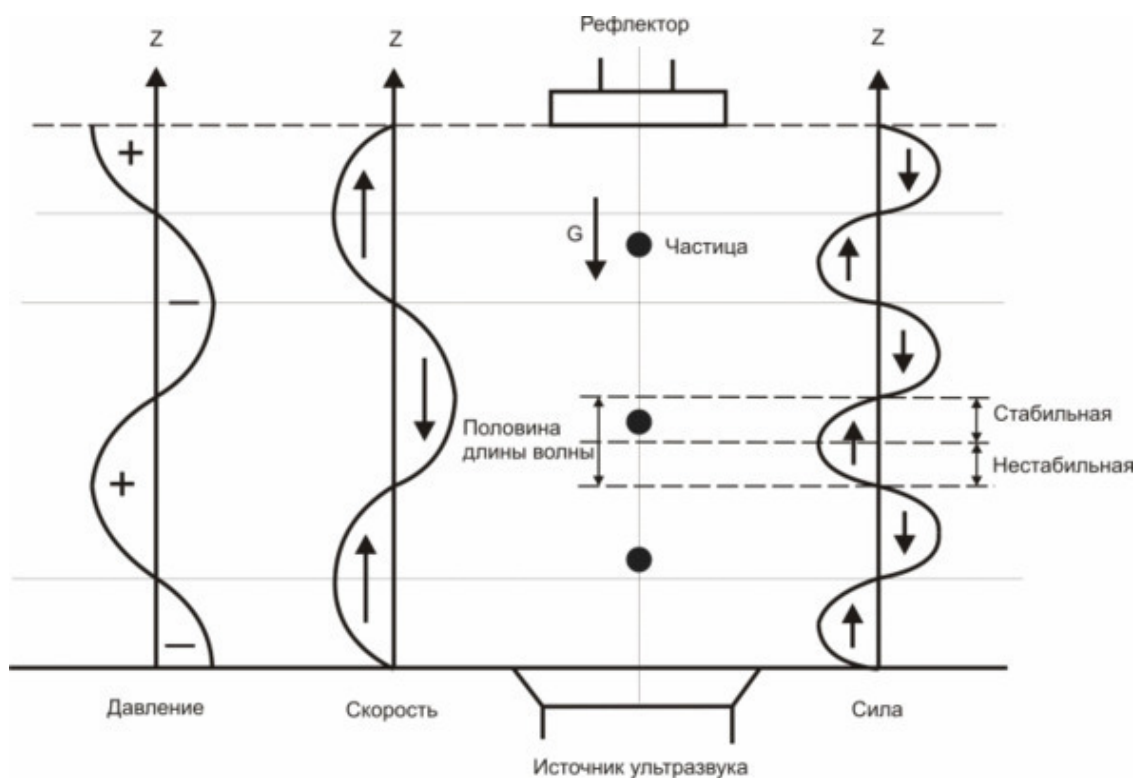 Рефлектор
Z
Z
Z
+
G
Частица
−
Половина
длины волны
Стабильная
+
Нестабильная
−
Давление
Скорость
Сила
Источник ультразвука